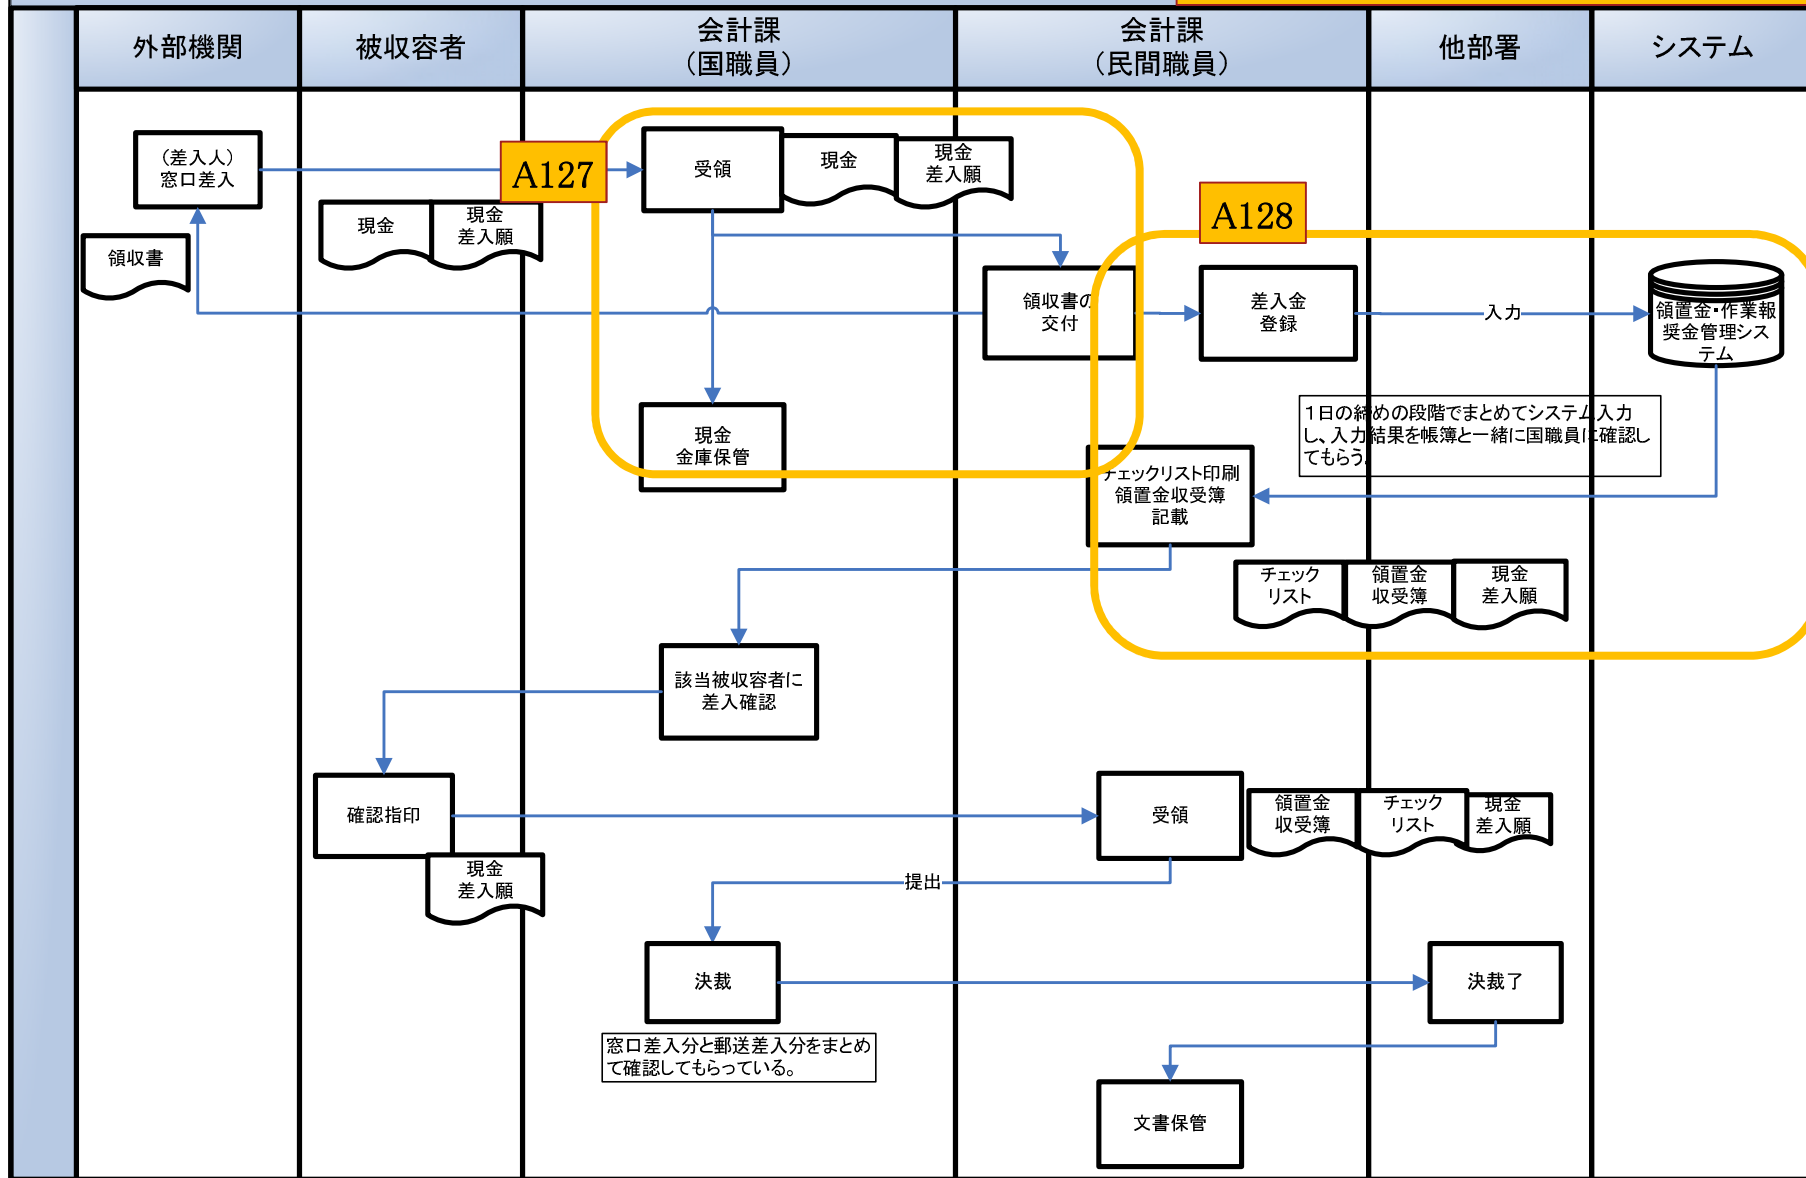 外部機関
被収容者
会計課
（国職員）
会計課
（民間職員）
他部署
システム
（差入人）
窓口差入
A127
受領
現金
現金
差入願
現金
現金
差入願
領収書
A128
領収書の
交付
差入金
登録
入力
領置金・作業報
奨金管理シス
テム
現金
金庫保管
１日の締めの段階でまとめてシステム入力
し、入力結果を帳簿と一緒に国職員に確認し
てもらう。
チェックリスト印刷
領置金収受簿
記載
チェック
リスト
領置金
収受簿
現金
差入願
該当被収容者に
差入確認
確認指印
現金
差入願
受領
領置金
収受簿
チェック
リスト
現金
差入願
提出
決裁
決裁了
窓口差入分と郵送差入分をまとめ
て確認してもらっている。
文書保管